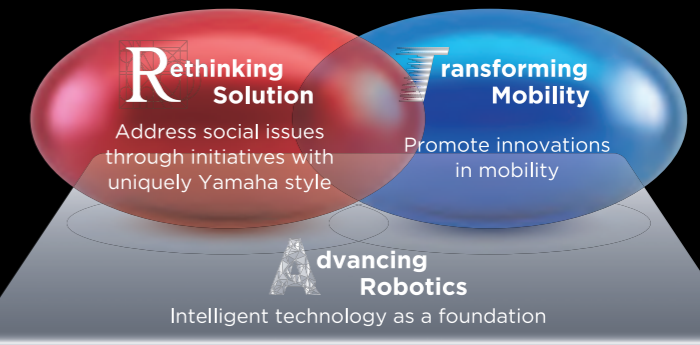 Rethinking
Solution
Address social issues
through initiatives with
uniquely Yamaha style
Transforming
Mobility
Promote innovations
in mobility
Advancing
Robotics
Intelligent technology as a foundation